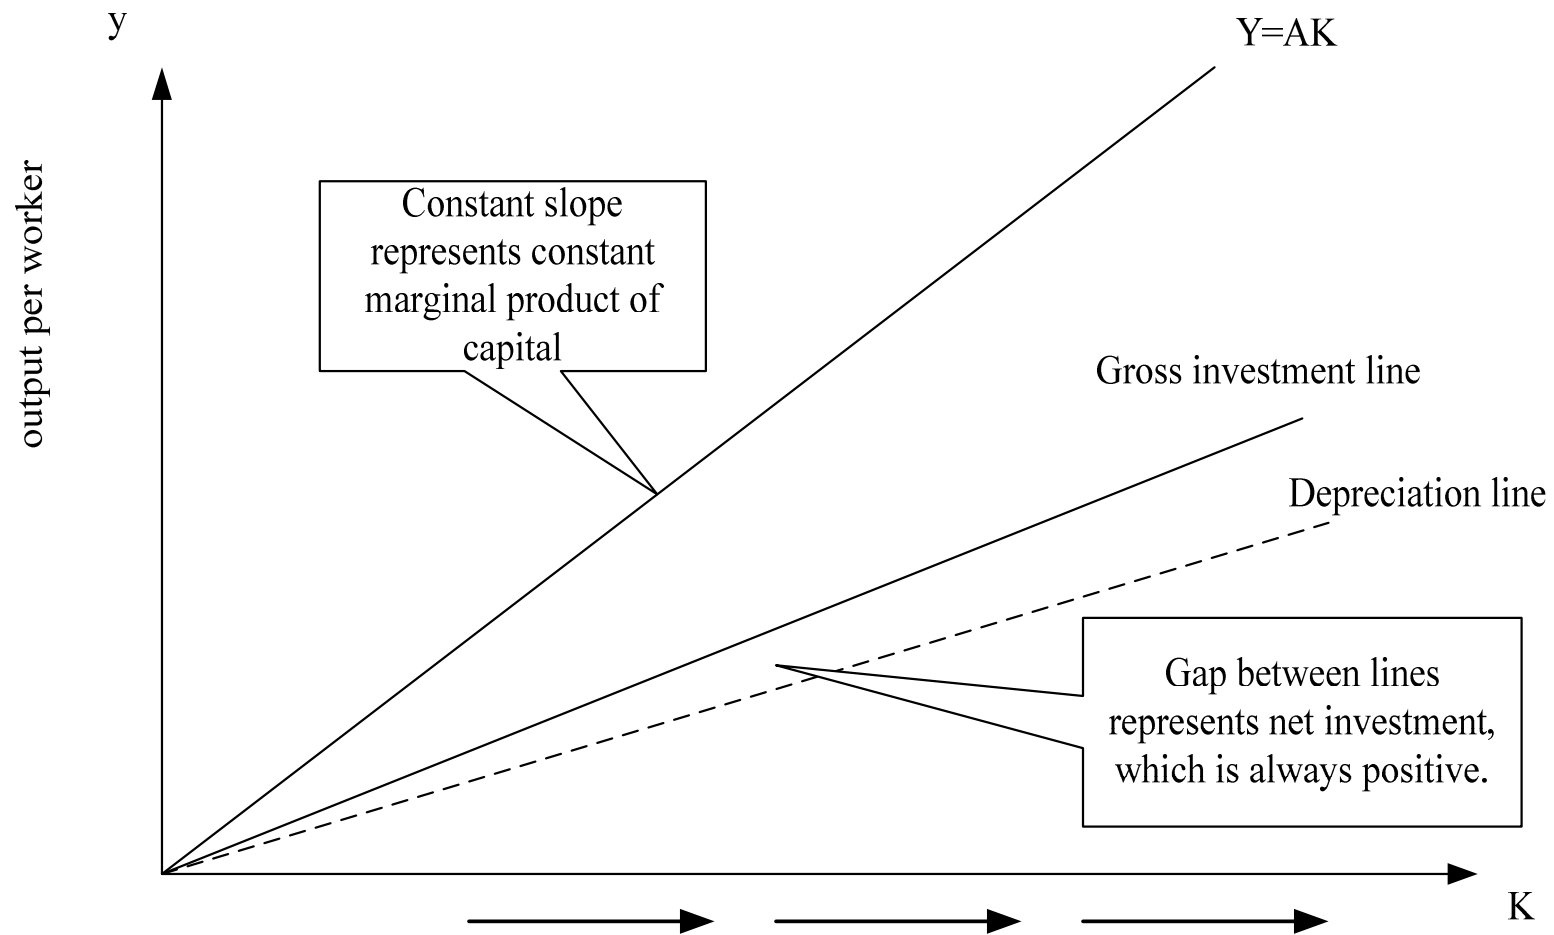 y
Y=AK
output per worker
Constant slope
represents constant
marginal product of
capital
Gross investment line
Depreciation line
Gap between lines
represents net investment,
which is always positive.
K